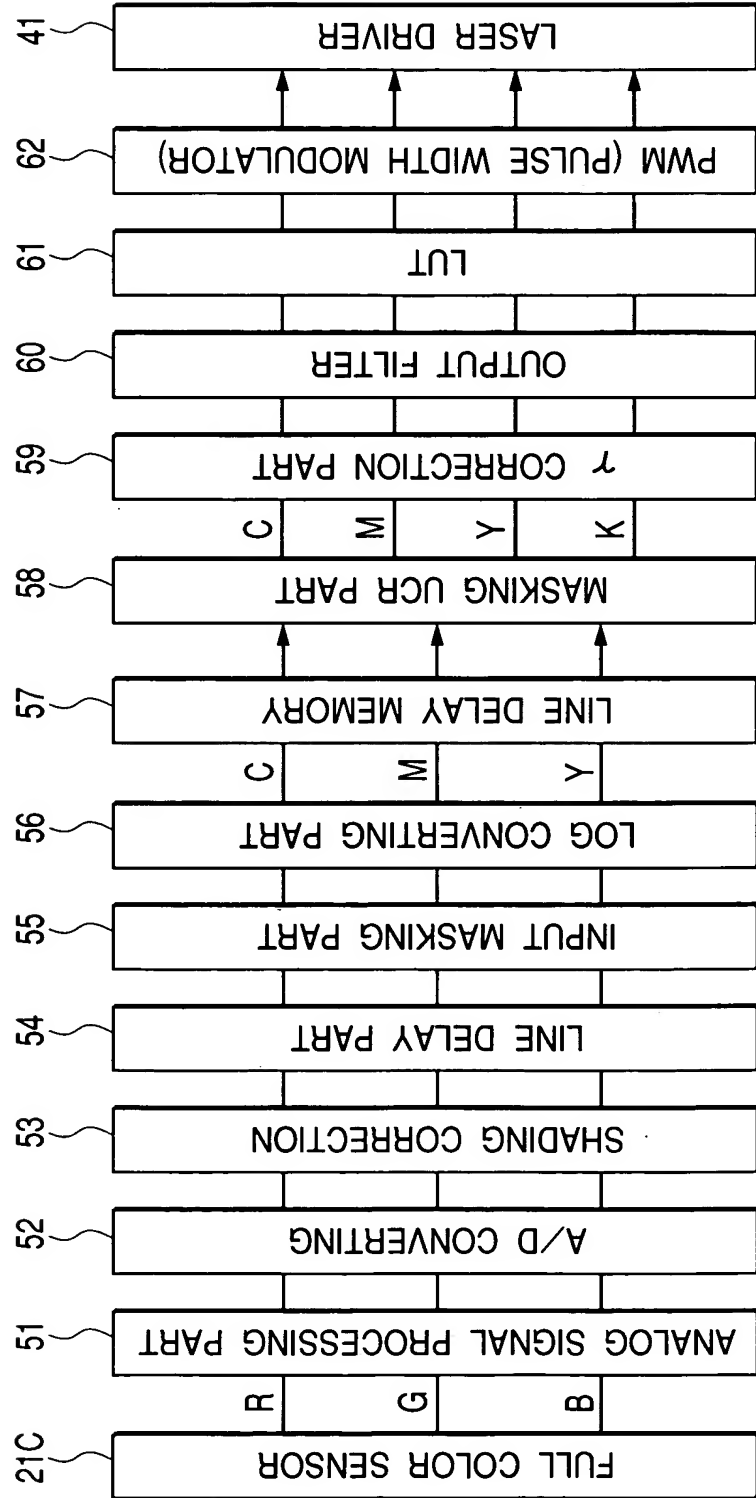 21C
FULL COLOR SENSOR
R
G
B
51
ANALOG SIGNAL PROCESSING PART
52
A/D CONVERTING
53
SHADING CORRECTION
54
LINE DELAY PART
55
INPUT MASKING PART
56
LOG CONVERTING PART
C
M
Y
57
LINE DELAY MEMORY
58
MASKING UCR PART
C
M
Y
K
59
γ CORRECTION PART
60
OUTPUT FILTER
61
LUT
62
PWM (PULSE WIDTH MODULATOR)
41
LASER DRIVER